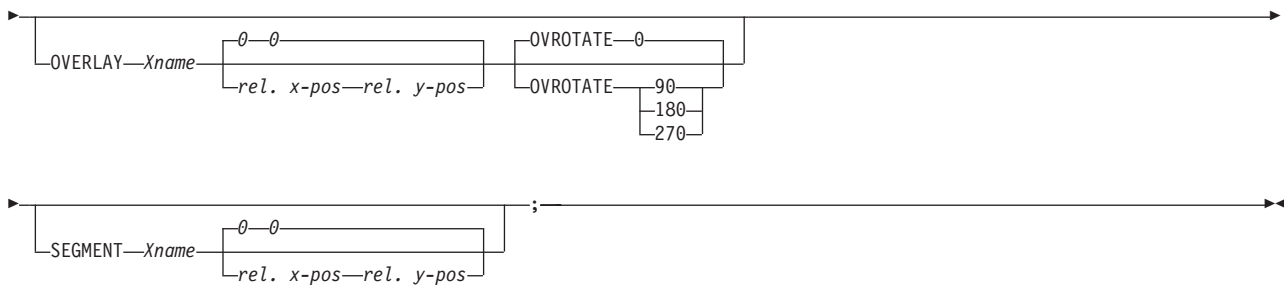 0 0 OVROTATE 0
OVERLAY Xname rel. x-pos rel. y-pos OVROTATE 90
180
270
0 0 ;
SEGMENT Xname rel. x-pos rel. y-pos